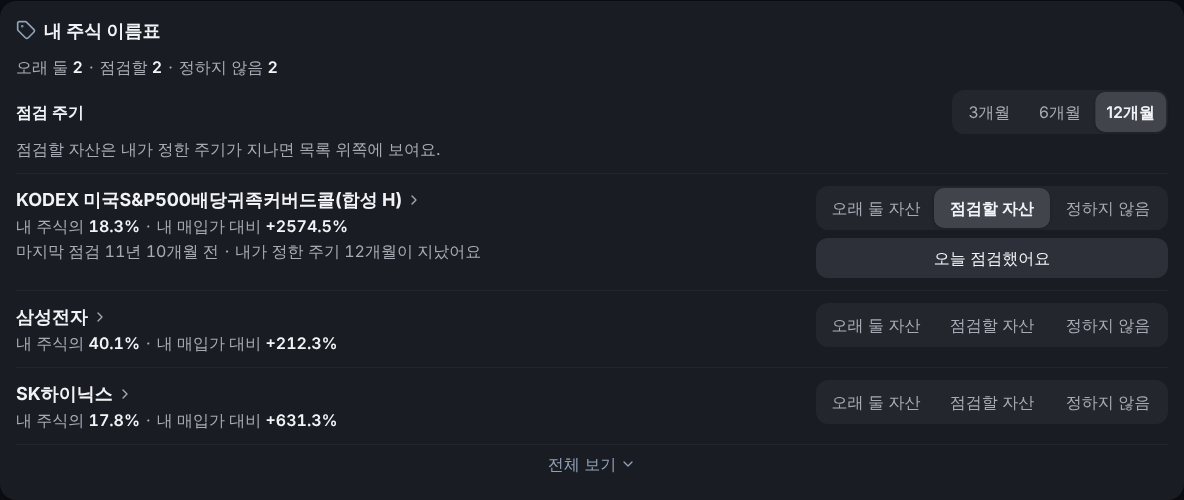 내 주식 이름표
오래 둘 2 · 점검할 2 · 정하지 않음 2
점검 주기
3개월 6개월 12개월
점검할 자산은 내가 정한 주기가 지나면 목록 위쪽에 보여요.
KODEX 미국S&P500배당귀족커버드콜(합성 H)
내 주식의 18.3% · 내 매입가 대비 +2574.5%
마지막 점검 11년 10개월 전 · 내가 정한 주기 12개월이 지났어요
오래 둘 자산 점검할 자산 정하지 않음
오늘 점검했어요
삼성전자
내 주식의 40.1% · 내 매입가 대비 +212.3%
오래 둘 자산 점검할 자산 정하지 않음
SK하이닉스
내 주식의 17.8% · 내 매입가 대비 +631.3%
오래 둘 자산 점검할 자산 정하지 않음
전체 보기